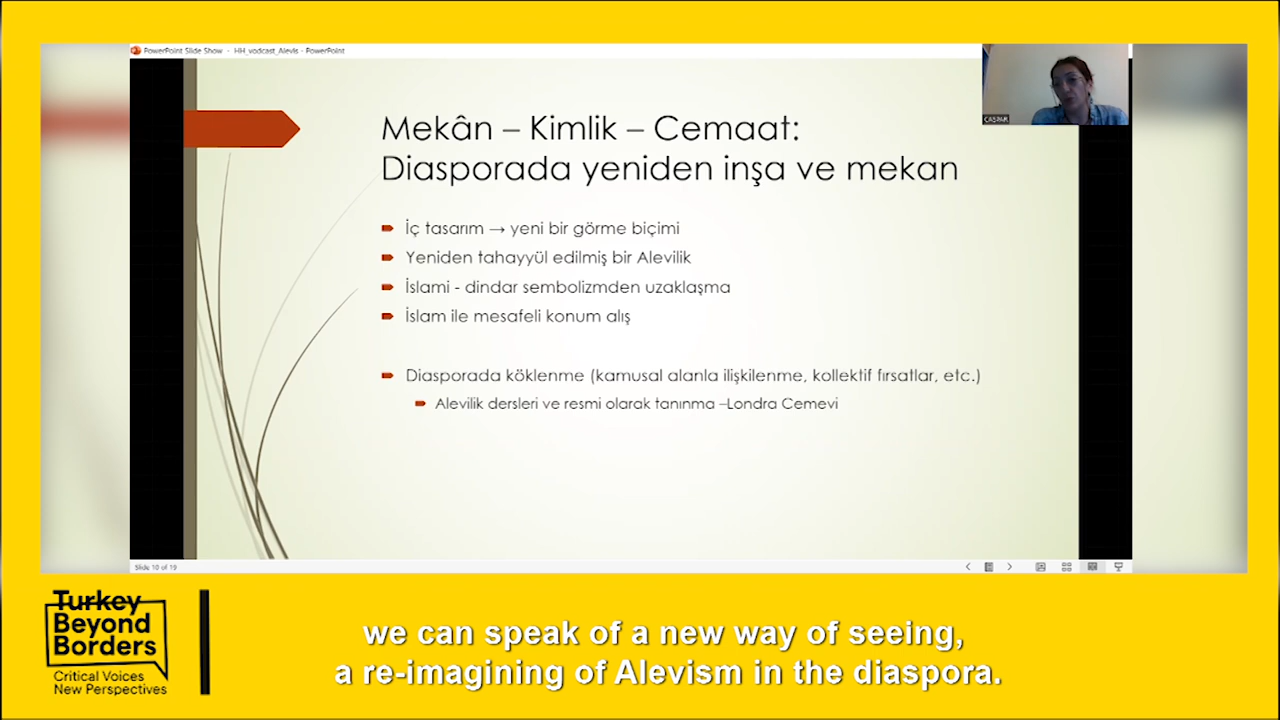 PowerPoint Slide Show - HH_vodcast_Alevis - PowerPoint
CASPAR
Mekân – Kimlik – Cemaat:
Diasporada yeniden inşa ve mekan
İç tasarım → yeni bir görme biçimi
Yeniden tahayyül edilmiş bir Alevilik
İslami - dindar sembolizmden uzaklaşma
İslam ile mesafeli konum alış
Diasporada köklenme (kamusal alanla ilişkilenme, kollektif fırsatlar, etc.)
Alevilik dersleri ve resmi olarak tanınma –Londra Cemevi
Slide 10 of 19
Turkey
Beyond
Borders
Critical Voices
New Perspectives
we can speak of a new way of seeing,
a re-imagining of Alevism in the diaspora.